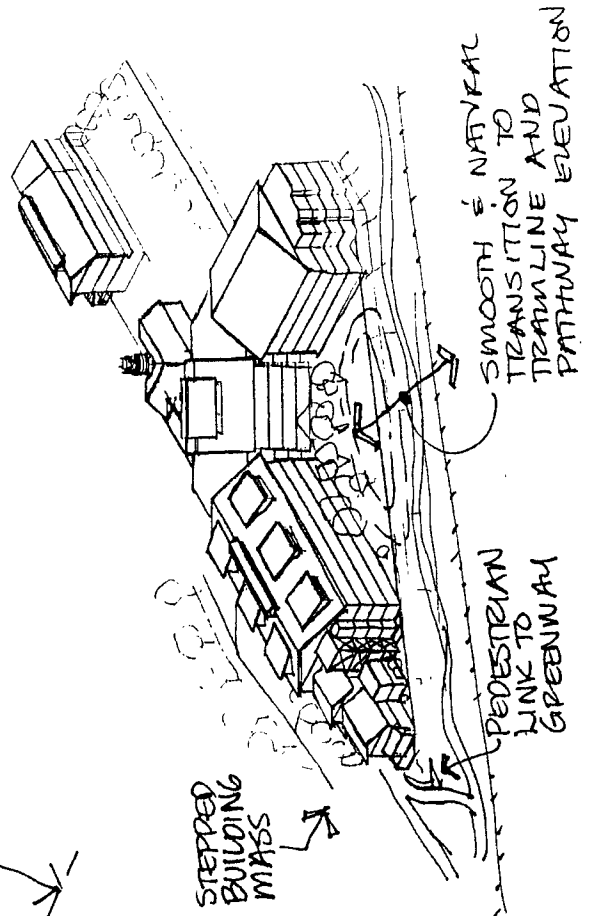 STEPPED
BUILDING
MASS
PEDESTRIAN
LINK TO
GREENWAY
SMOOTH & NATURAL
TRANSITION TO
TRAMLINE AND
PATHWAY ELEVATION